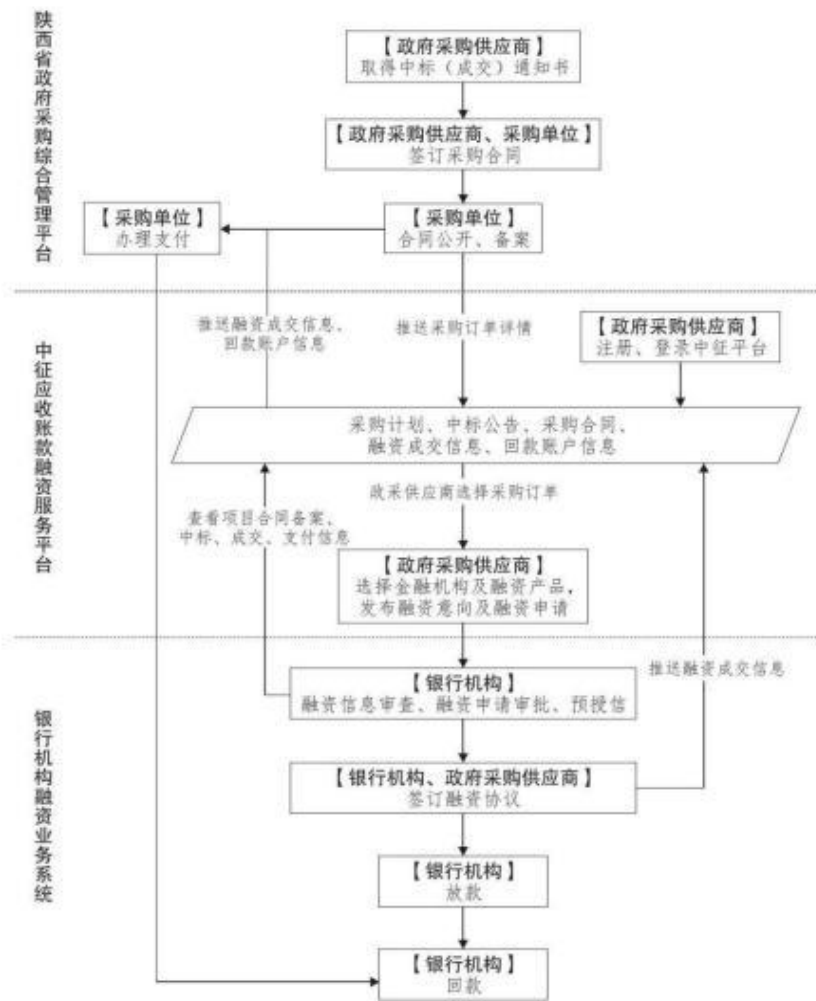 陕西省政府采购综合管理平台
【政府采购供应商】
取得中标（成交）通知书
【政府采购供应商、采购单位】
签订采购合同
【采购单位】
办理支付
【采购单位】
合同公开、备案
中征应收账款融资服务平台
推送融资成交信息、
回款账户信息
推送采购订单详情
【政府采购供应商】
注册、登录中征平台
采购计划、中标公告、采购合同、
融资成交信息、回款账户信息
政采供应商选择采购订单
查看项目合同备案、
中标、成交、支付信息
【政府采购供应商】
选择金融机构及融资产品，
发布融资意向及融资申请
银行机构融资业务系统
【银行机构】
融资信息审查、融资申请审批、预授信
推送融资成交信息
【银行机构、政府采购供应商】
签订融资协议
【银行机构】
放款
【银行机构】
回款